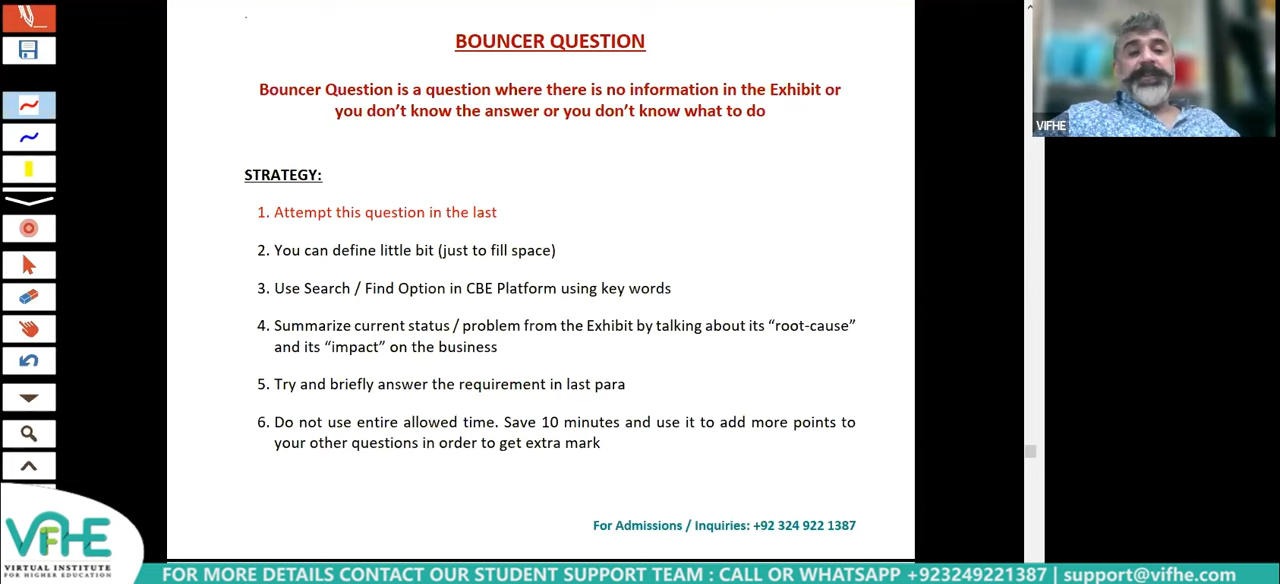 BOUNCER QUESTION
Bouncer Question is a question where there is no information in the Exhibit or
you don’t know the answer or you don’t know what to do
STRATEGY:
1. Attempt this question in the last
2. You can define little bit (just to fill space)
3. Use Search / Find Option in CBE Platform using key words
4. Summarize current status / problem from the Exhibit by talking about its “root-cause”
and its “impact” on the business
5. Try and briefly answer the requirement in last para
6. Do not use entire allowed time. Save 10 minutes and use it to add more points to
your other questions in order to get extra mark
For Admissions / Inquiries: +92 324 922 1387
VIFHE
VIFHE
VIRTUAL INSTITUTE
FOR HIGHER EDUCATION
FOR MORE DETAILS CONTACT OUR STUDENT SUPPORT TEAM : CALL OR WHATSAPP +923249221387 | support@vifhe.com